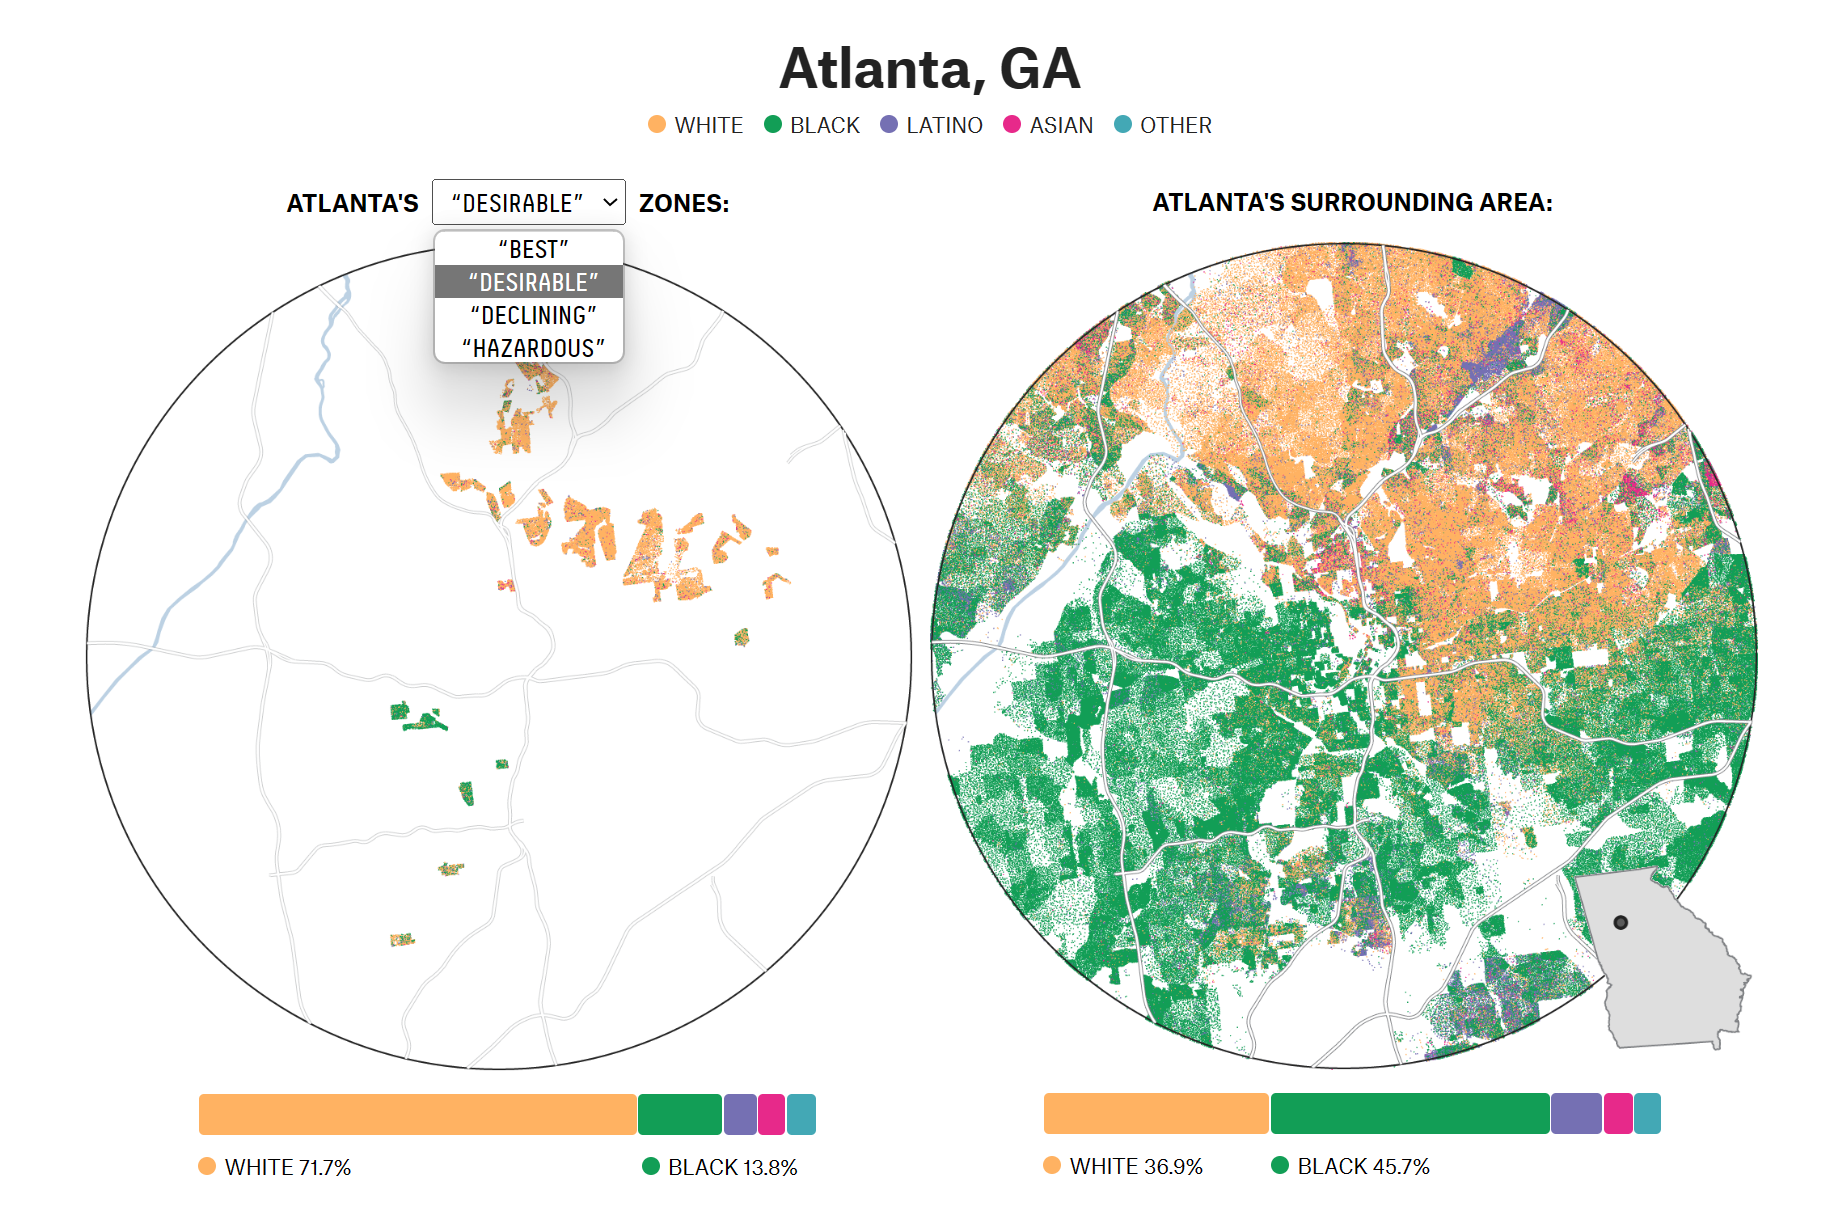 Atlanta, GA
WHITE BLACK LATINO ASIAN OTHER
ATLANTA'S “DESIRABLE” ZONES:
“BEST”
“DESIRABLE”
“DECLINING”
“HAZARDOUS”
ATLANTA'S SURROUNDING AREA:
WHITE 71.7% BLACK 13.8%
WHITE 36.9% BLACK 45.7%